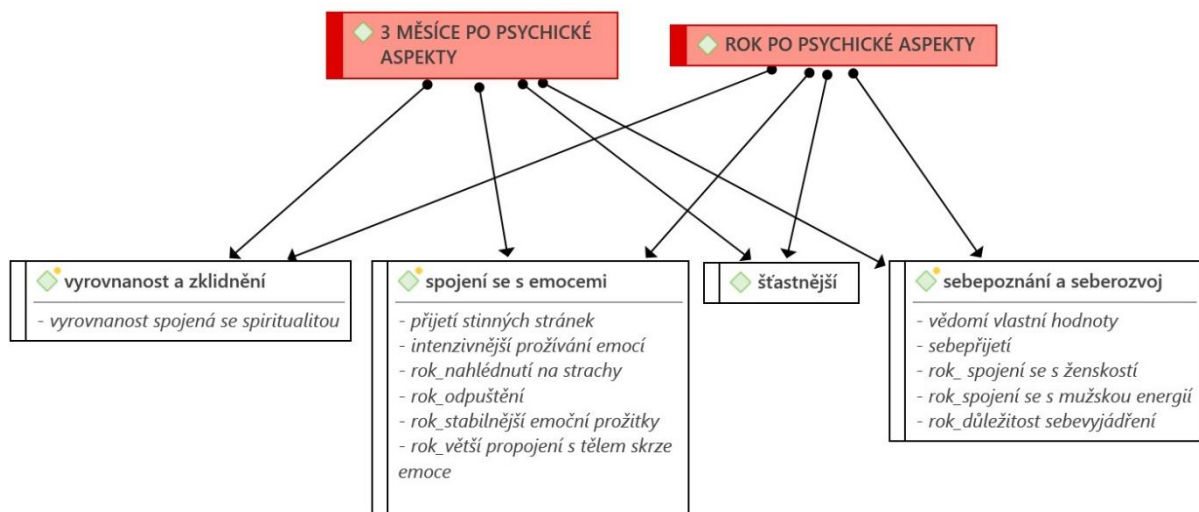 3 MĚSÍCE PO PSYCHICKÉ
ASPEKTY
ROK PO PSYCHICKÉ ASPEKTY
vyrovnanost a zklidnění
- vyrovnanost spojená se spiritualitou
spojení se s emocemi
- přijetí stinných stránek
- intenzivnější prožívání emocí
- rok_nahlédnutí na strachy
- rok_odpuštění
- rok_stabilnější emoční prožitky
- rok_větší propojení s tělem skrze
emoce
šťastnější
sebepoznání a seberozvoj
- vědomí vlastní hodnoty
- sebepřijetí
- rok_ spojení se s ženskostí
- rok_spojení se s mužskou energií
- rok_důležitost sebevyjádření